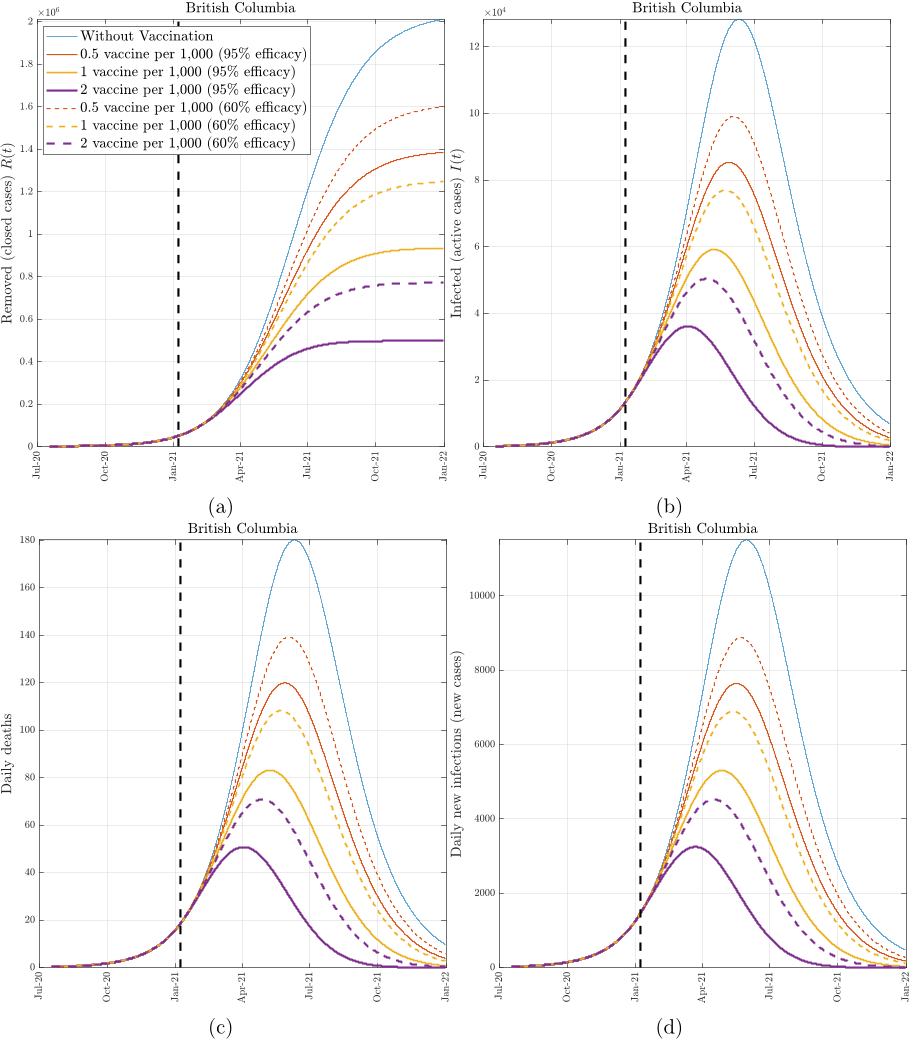 British Columbia
×10⁶
Removed (closed cases) R(t)
2
1.8
1.6
1.4
1.2
1
0.8
0.6
0.4
0.2
0
Without Vaccination
0.5 vaccine per 1,000 (95% efficacy)
1 vaccine per 1,000 (95% efficacy)
2 vaccine per 1,000 (95% efficacy)
0.5 vaccine per 1,000 (60% efficacy)
1 vaccine per 1,000 (60% efficacy)
2 vaccine per 1,000 (60% efficacy)
Jul-20 Oct-20 Jan-21 Apr-21 Jul-21 Oct-21 Jan-22
(a)
British Columbia
×10⁴
Infected (active cases) I(t)
12
10
8
6
4
2
0
Jul-20 Oct-20 Jan-21 Apr-21 Jul-21 Oct-21 Jan-22
(b)
British Columbia
Daily deaths
180
160
140
120
100
80
60
40
20
0
Jul-20 Oct-20 Jan-21 Apr-21 Jul-21 Oct-21 Jan-22
(c)
British Columbia
Daily new infections (new cases)
10000
8000
6000
4000
2000
0
Jul-20 Oct-20 Jan-21 Apr-21 Jul-21 Oct-21 Jan-22
(d)